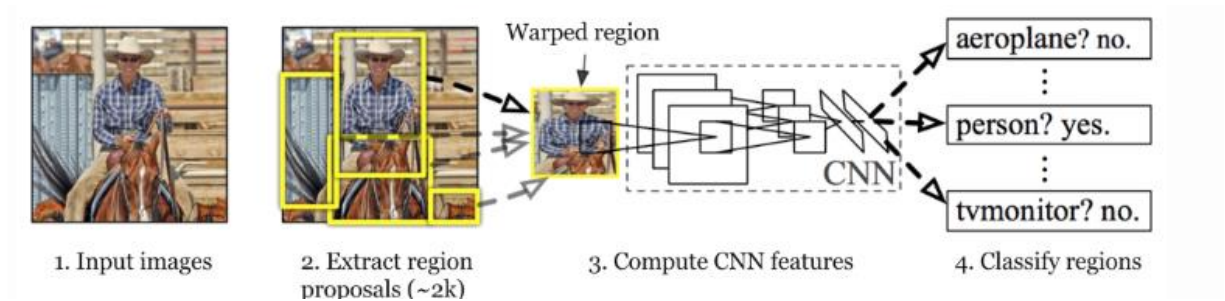 Warped region
aeroplane? no.
person? yes.
CNN
tvmonitor? no.
1. Input images
2. Extract region
proposals (~2k)
3. Compute CNN features
4. Classify regions